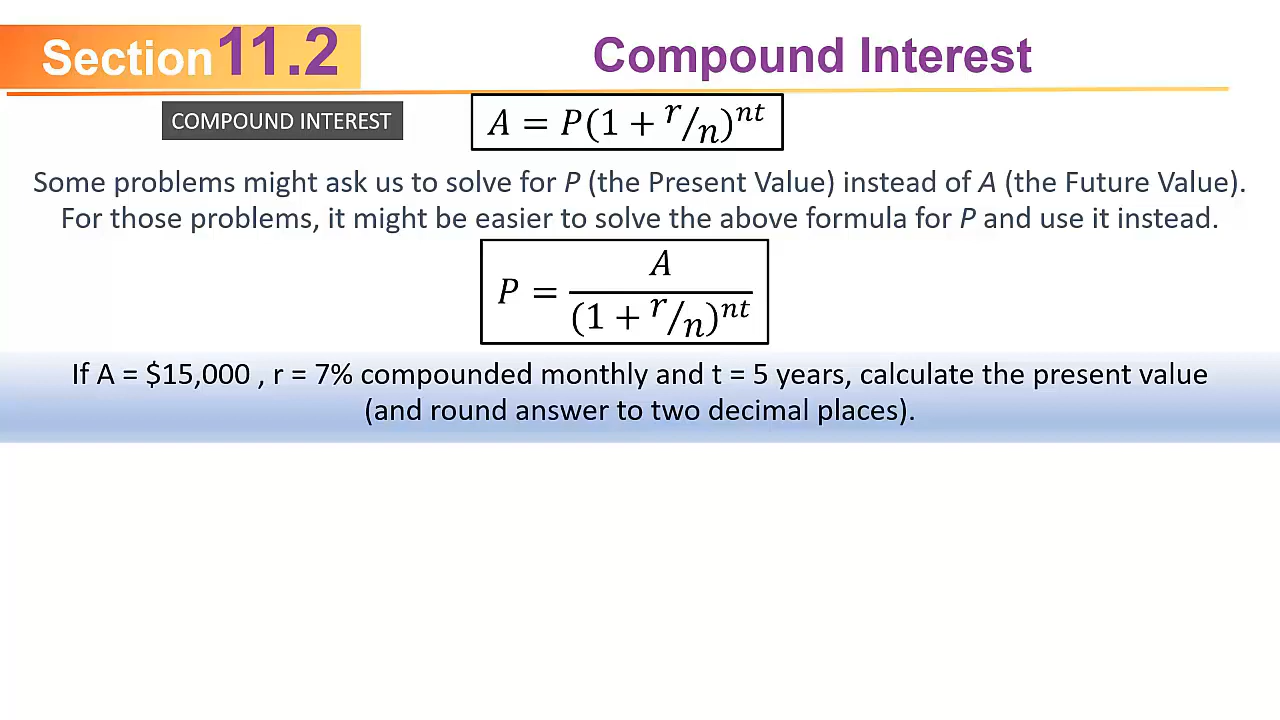 Section 11.2
Compound Interest
COMPOUND INTEREST
A = P(1 + r/n)^{nt}
Some problems might ask us to solve for P (the Present Value) instead of A (the Future Value).
For those problems, it might be easier to solve the above formula for P and use it instead.
P = \frac{A}{(1 + r/n)^{nt}}
If A = $15,000 , r = 7% compounded monthly and t = 5 years, calculate the present value
(and round answer to two decimal places).